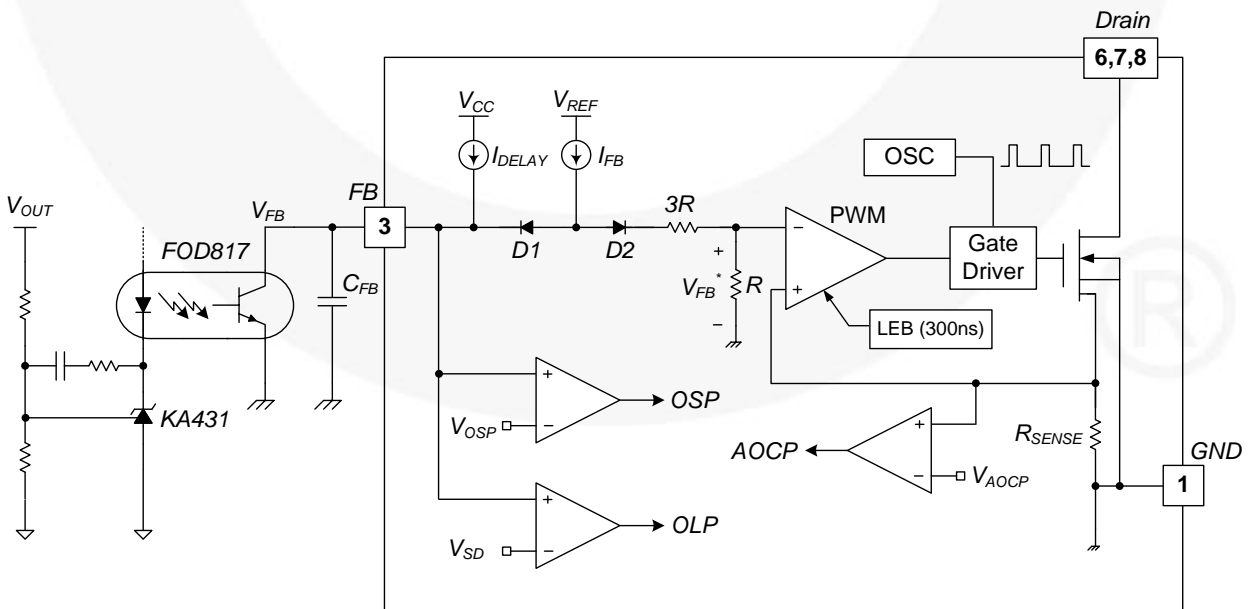 Drain
6,7,8
VCC
VREF
IDELAY
IFB
OSC
FB
3
VOUT
VFB
3R
PWM
FOD817
D1
D2
−
Gate
Driver
+
CFB
VFB*
R
+
−
LEB (300ns)
KA431
+
VOSP
−
OSP
AOCP
+
−
VAOCP
RSENSE
GND
1
+
VSD
−
OLP
®